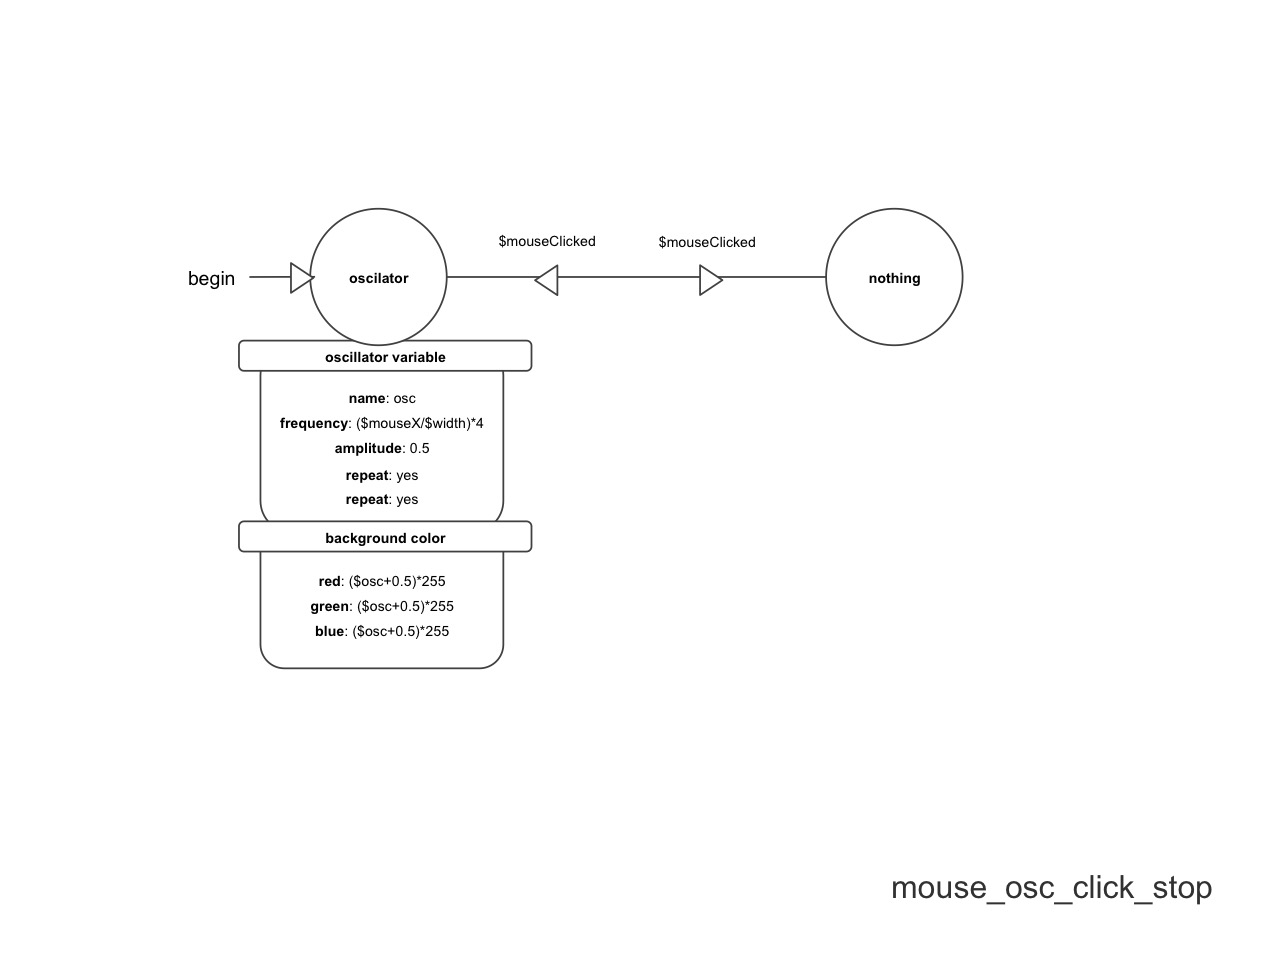 $mouseClicked
$mouseClicked
begin
oscilator
nothing
oscillator variable
name: osc
frequency: ($mouseX/$width)*4
amplitude: 0.5
repeat: yes
repeat: yes
background color
red: ($osc+0.5)*255
green: ($osc+0.5)*255
blue: ($osc+0.5)*255
mouse_osc_click_stop